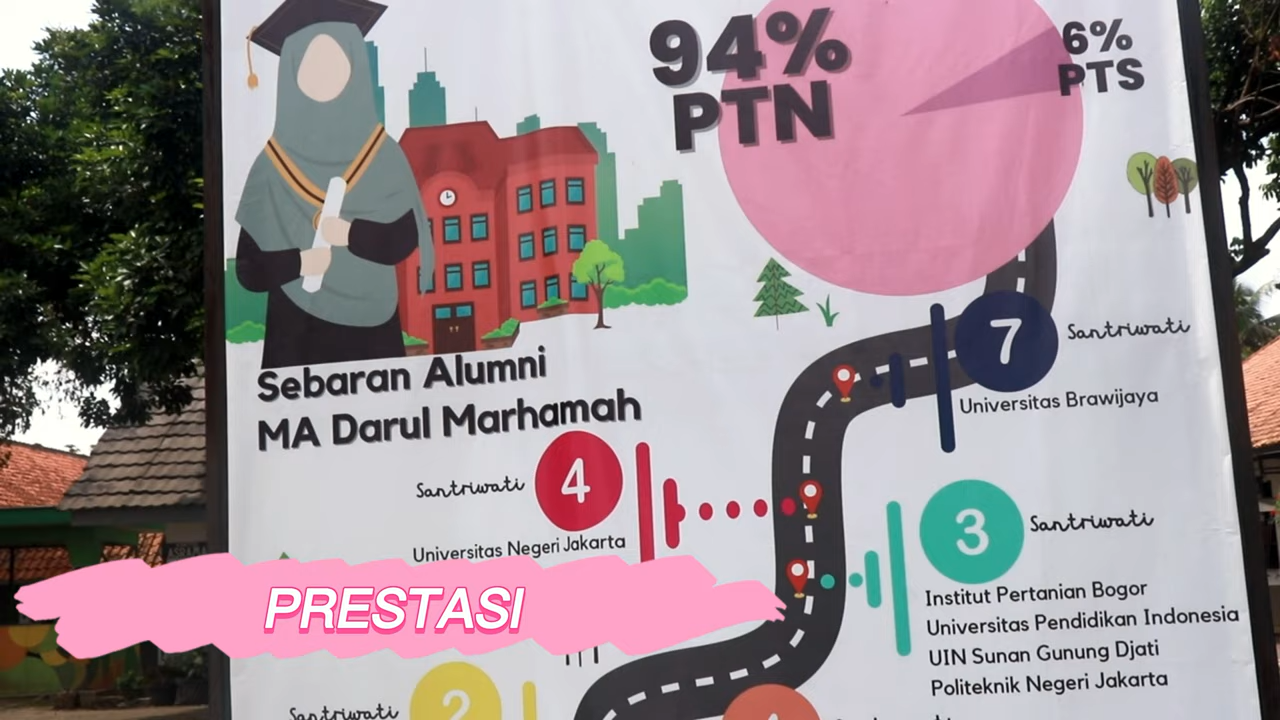 94%
PTN
6%
PTS
Sebaran Alumni
MA Darul Marhamah
7
Santriwati
Universitas Brawijaya
Santriwati
4
Universitas Negeri Jakarta
3
Santriwati
Institut Pertanian Bogor
Universitas Pendidikan Indonesia
UIN Sunan Gunung Djati
Politeknik Negeri Jakarta
PRESTASI
Santriwati
2